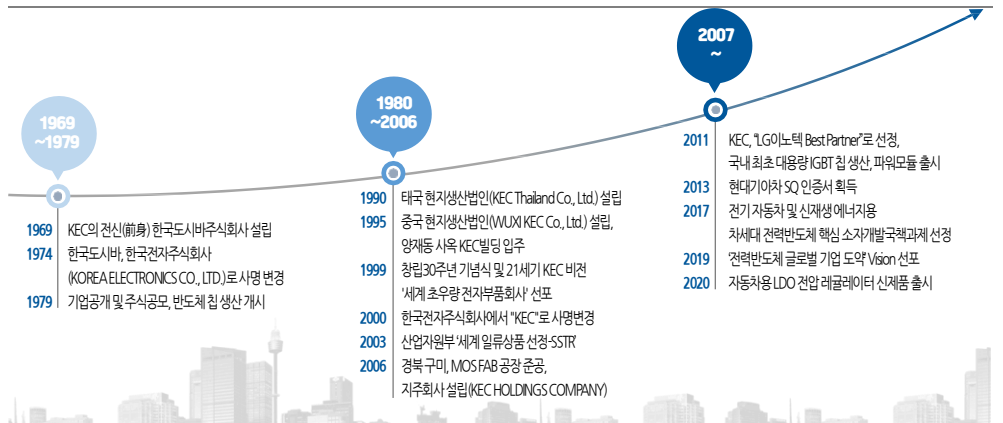 1969
~1979
1969 KEC의 전신(前身) 한국도시바주식회사 설립
1974 한국도시바, 한국전자주식회사
(KOREA ELECTRONICS CO., LTD.)로 사명 변경
1979 기업공개 및 주식공모, 반도체 칩 생산 개시
1980
~2006
1990 태국 현지생산법인(KEC Thailand Co., Ltd.) 설립
1995 중국 현지생산법인(WUXI KEC Co., Ltd.) 설립,
양재동 사옥 KEC빌딩 입주
1999 창립30주년 기념식 및 21세기 KEC 비전
'세계 초우량 전자부품회사' 선포
2000 한국전자주식회사에서 "KEC"로 사명변경
2003 산업자원부 '세계 일류상품 선정-SSTR'
2006 경북 구미, MOS FAB 공장 준공,
지주회사 설립(KEC HOLDINGS COMPANY)
2007
~
2011 KEC, "LG이노텍 Best Partner"로 선정,
국내 최초 대용량 IGBT 칩 생산, 파워모듈 출시
2013 현대기아차 SQ 인증서 획득
2017 전기 자동차 및 신재생 에너지용
차세대 전력반도체 핵심 소자개발국책과제 선정
2019 '전력반도체 글로벌 기업 도약' Vision 선포
2020 자동차용 LDO 전압 레귤레이터 신제품 출시